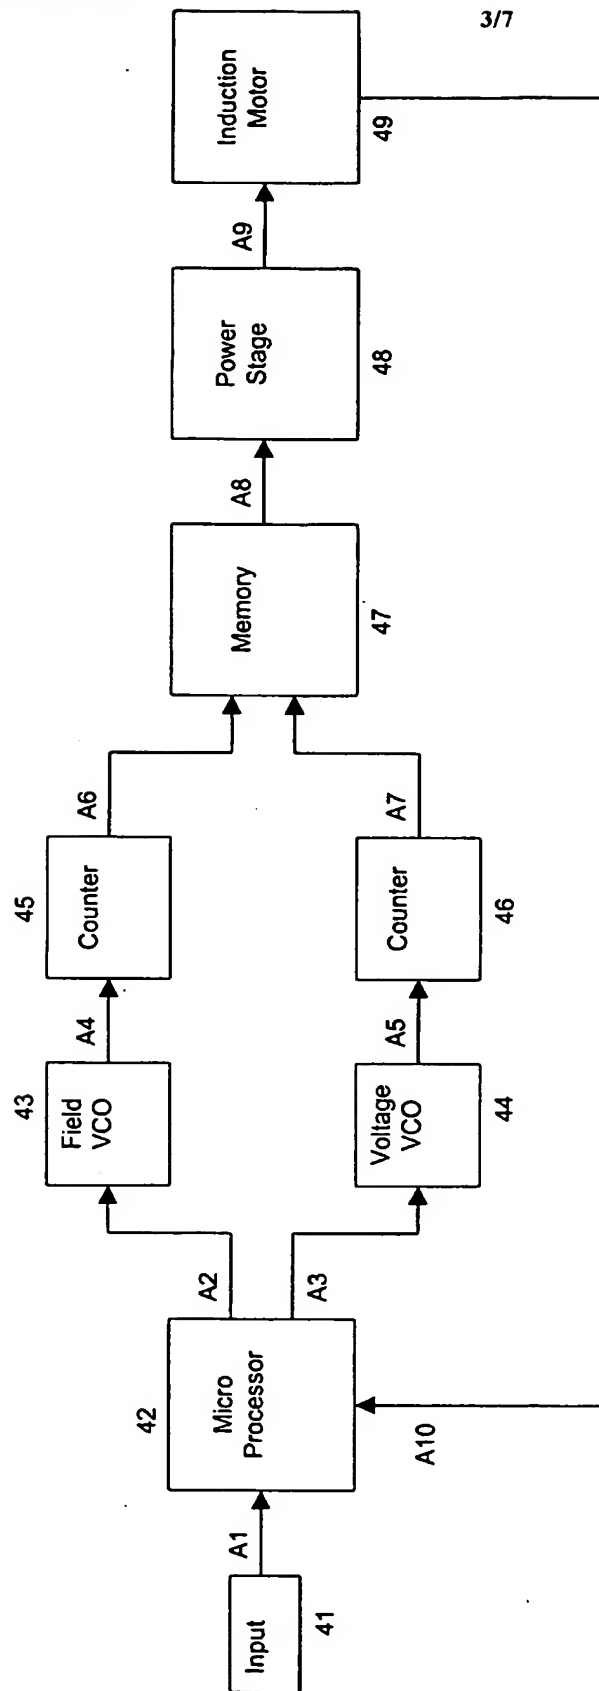 3/7
Input
41
A1
Micro
Processor
42
A2
A3
A10
Field
VCO
43
Voltage
VCO
44
A4
A5
Counter
45
Counter
46
A6
A7
Memory
47
A8
Power
Stage
48
A9
Induction
Motor
49